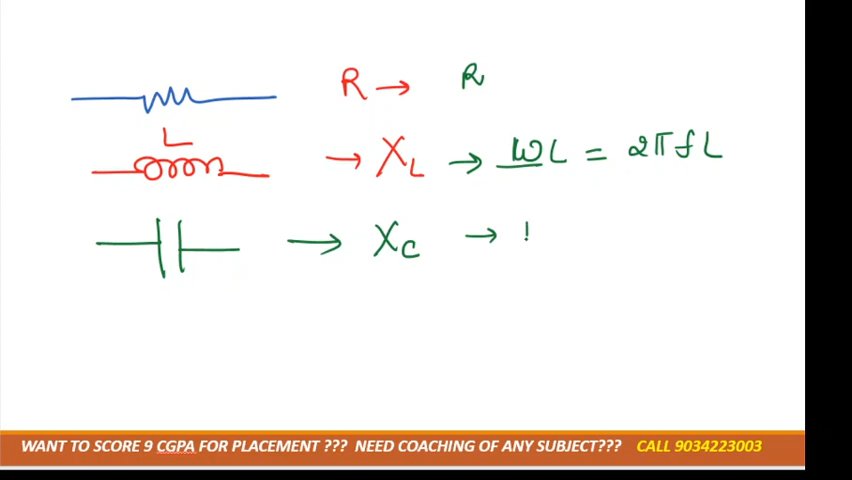 R → R
L
→ X_L → ωL = 2πfL
→ X_C → 1
WANT TO SCORE 9 CGPA FOR PLACEMENT ??? NEED COACHING OF ANY SUBJECT??? CALL 9034223003